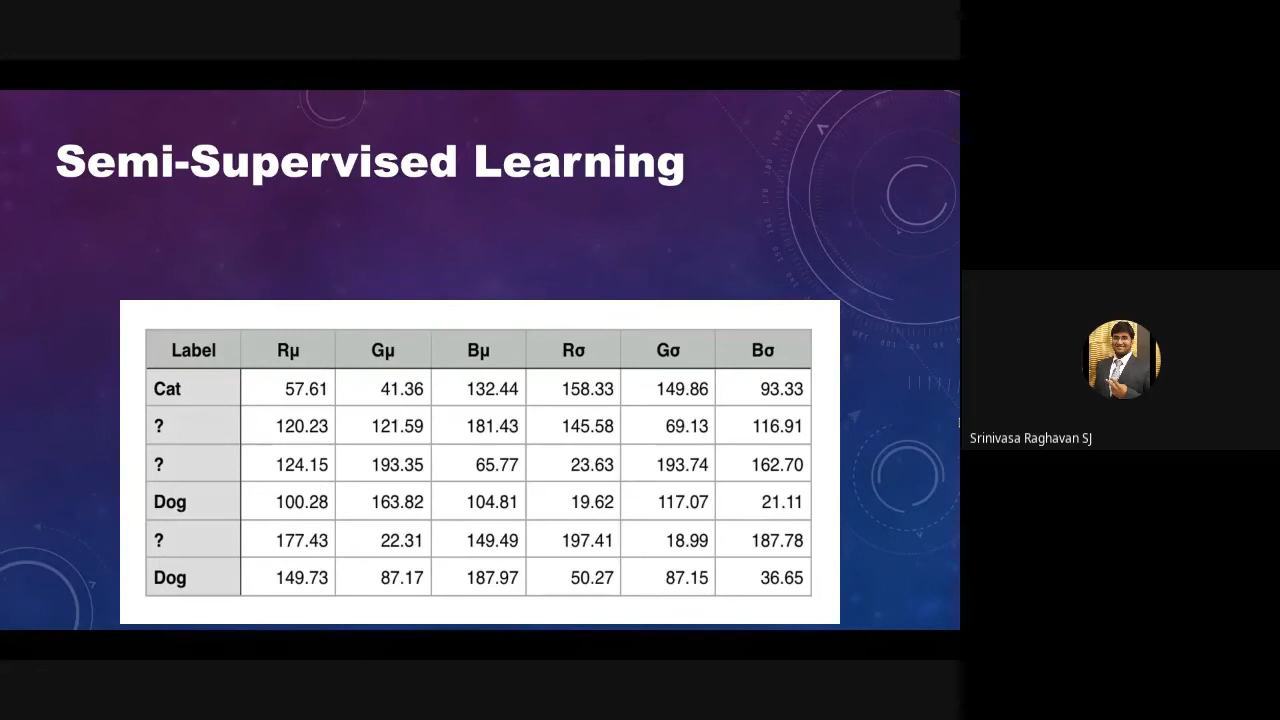 Semi-Supervised Learning
Label Rμ Gμ Bμ Rσ Gσ Bσ
Cat 57.61 41.36 132.44 158.33 149.86 93.33
? 120.23 121.59 181.43 145.58 69.13 116.91
? 124.15 193.35 65.77 23.63 193.74 162.70
Dog 100.28 163.82 104.81 19.62 117.07 21.11
? 177.43 22.31 149.49 197.41 18.99 187.78
Dog 149.73 87.17 187.97 50.27 87.15 36.65
Srinivasa Raghavan SJ